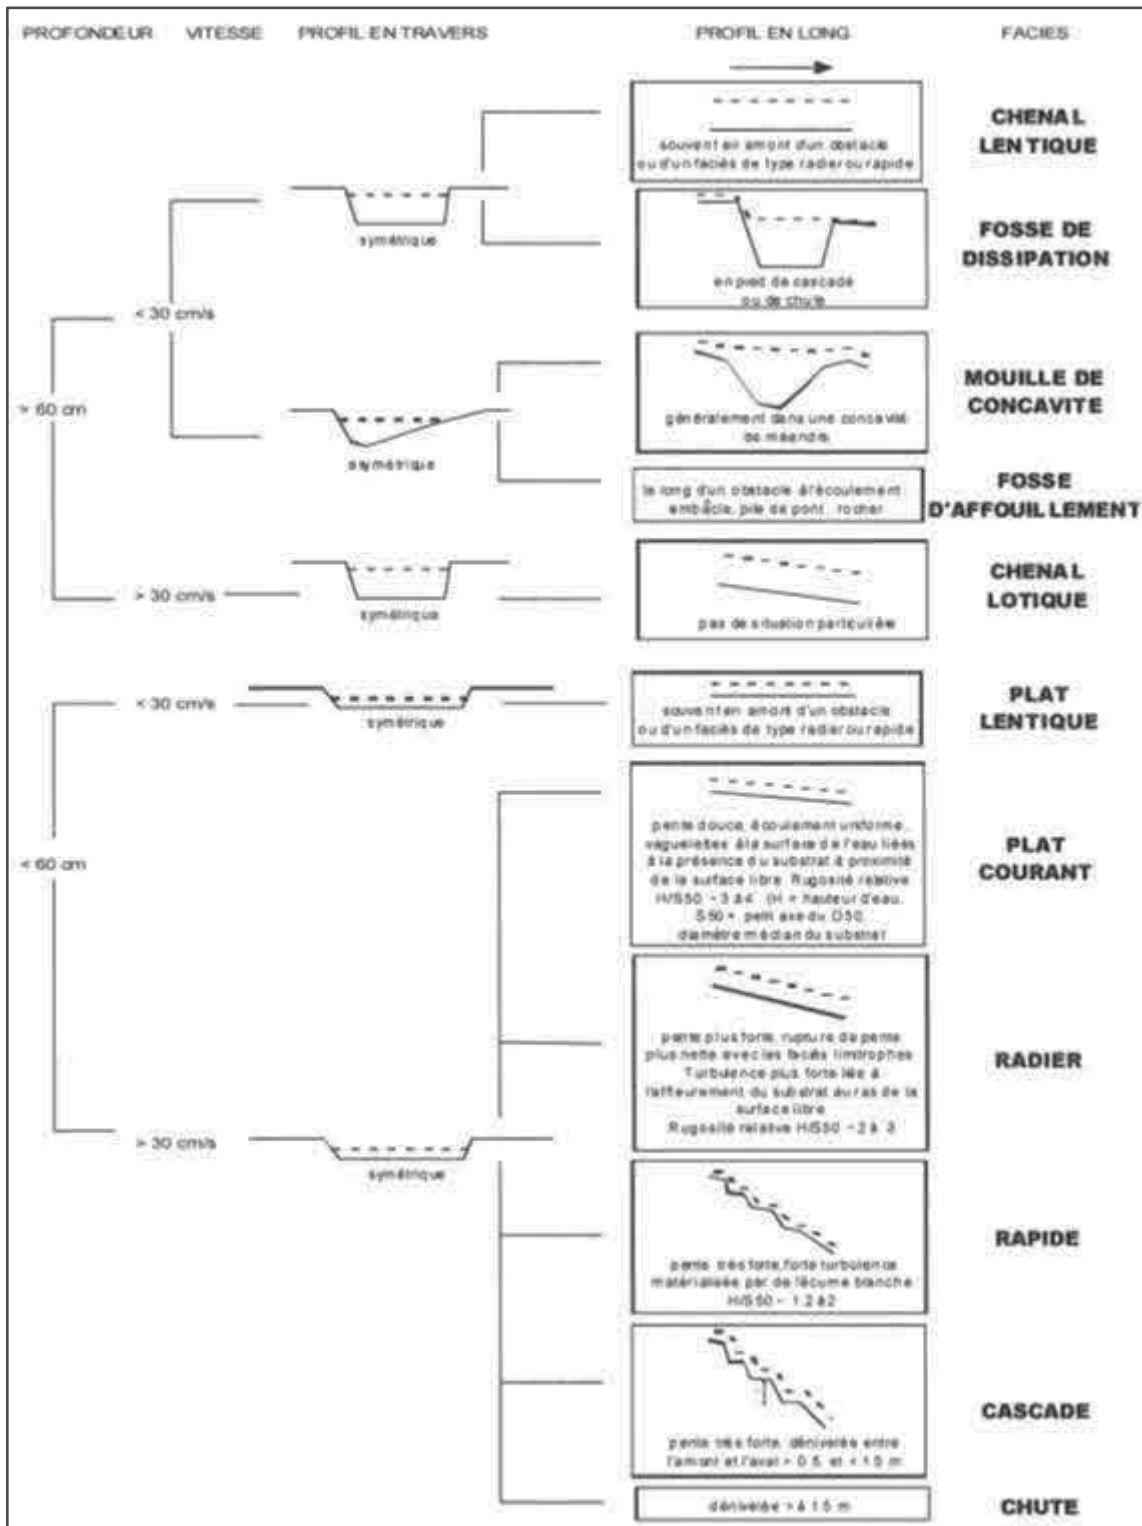 PROFONDEUR VITESSE PROFIL EN TRAVERS PROFIL EN LONG FACIES
souvent en amont d'un obstacle
ou d'un faciès de type radier ou rapide
CHENAL
LENTIQUE
symétrique
en pied de cascade
ou de chute
FOSSE DE
DISSIPATION
< 30 cm/s
> 60 cm
asymétrique
généralement dans une concavité
de méandre
MOUILLE DE
CONCAVITE
le long d'un obstacle à l'écoulement
embâcle, pile de pont, rocher
FOSSE
D'AFFOUILLEMENT
> 30 cm/s
symétrique
pas de situation particulière
CHENAL
LOTIQUE
< 30 cm/s
symétrique
souvent en amont d'un obstacle
ou d'un faciès de type radier ou rapide
PLAT
LENTIQUE
< 60 cm
pente douce, écoulement uniforme,
vaguelettes à la surface de l'eau liées
à la présence du substrat à proximité
de la surface libre. Rugosité relative
H/S50 ~ 3 à 4 (H = hauteur d'eau,
S50 = petit axe du D50,
diamètre médian du substrat
PLAT
COURANT
pente plus forte, rupture de pente
plus nette avec les faciès limitrophes
Turbulence plus forte liée à
l'affleurement du substrat au ras de la
surface libre
Rugosité relative H/S50 ~ 2 à 3
RADIER
> 30 cm/s
symétrique
pente très forte, forte turbulence
matérialisée par de l'écume blanche
H/S50 ~ 1.2 à 2
RAPIDE
pente très forte, dénivelée entre
l'amont et l'aval > 0.5 et < 1.5 m
CASCADE
dénivelée > à 1.5 m
CHUTE